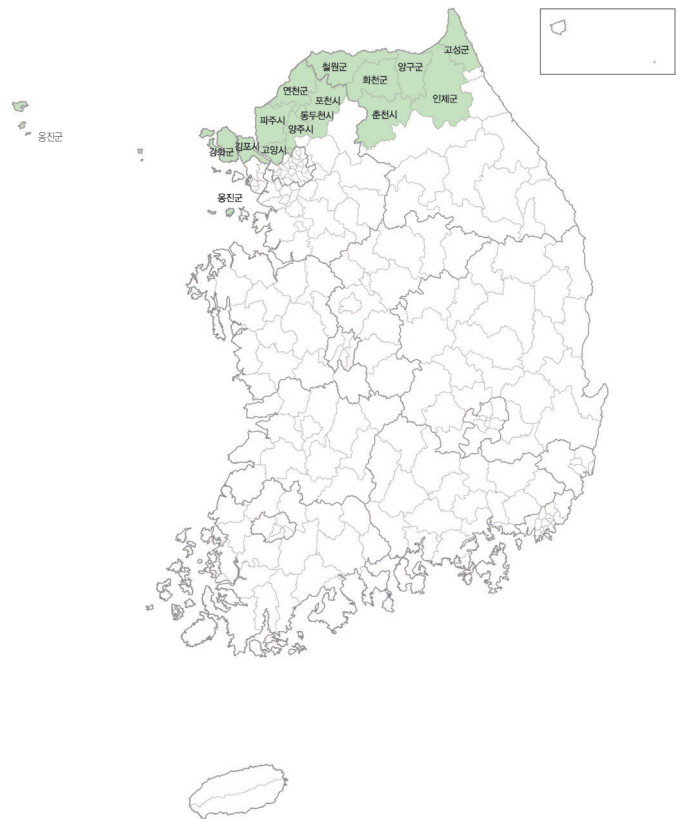 고성군
철원군
양구군
화천군
연천군
포천시
인제군
동두천시
춘천시
파주시
양주시
옹진군
강화군
김포시
고양시
옹진군